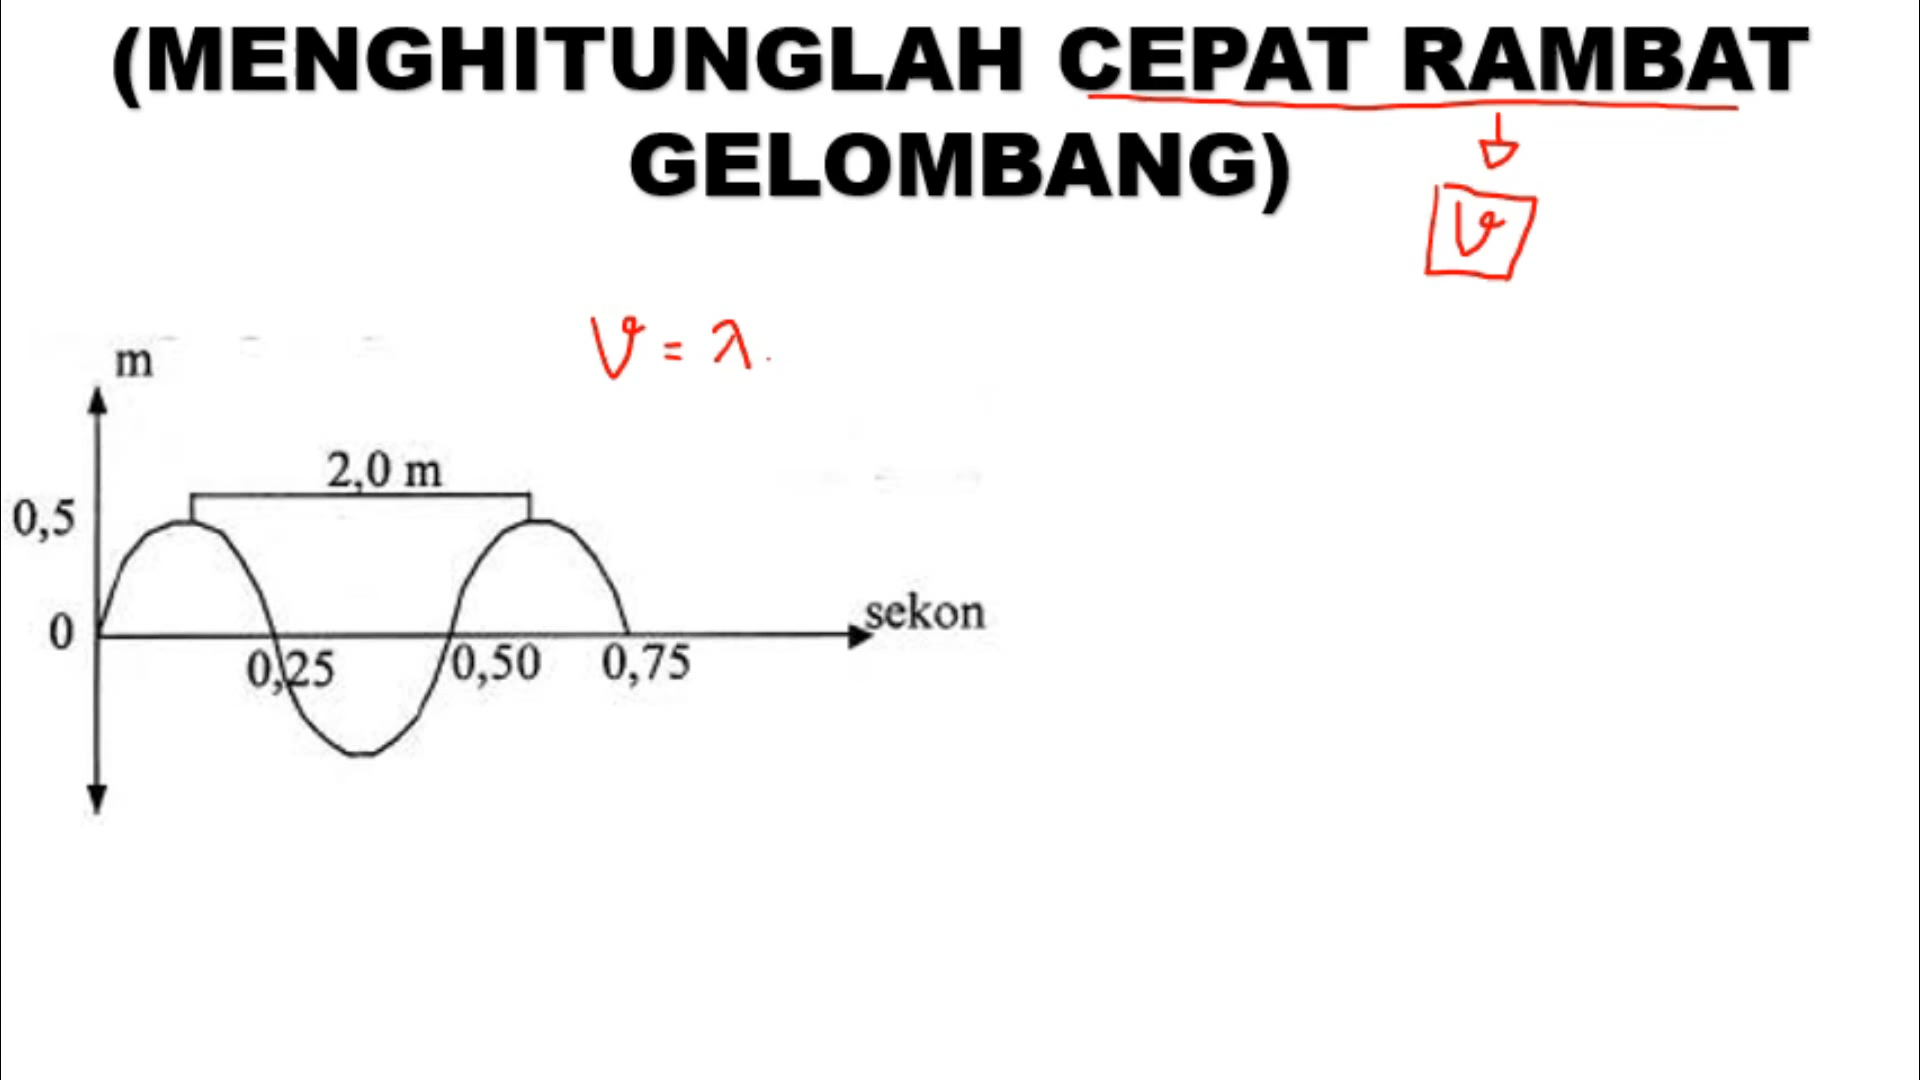 (MENGHITUNGLAH CEPAT RAMBAT
GELOMBANG)
v
v = λ.
m
2,0 m
0,5
0
sekon
0,25
0,50
0,75